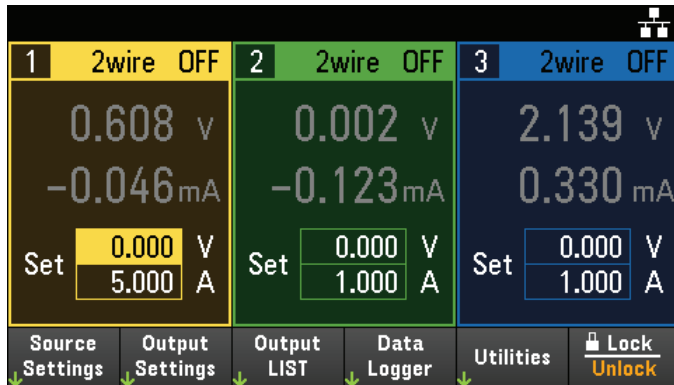 1 2wire OFF 2 2wire OFF 3 2wire OFF
0.608 V 0.002 V 2.139 V
-0.046mA -0.123mA 0.330 mA
Set 0.000 V Set 0.000 V Set 0.000 V
5.000 A 1.000 A 1.000 A
Source Output Output Data Utilities Lock
Settings Settings LIST Logger Unlock